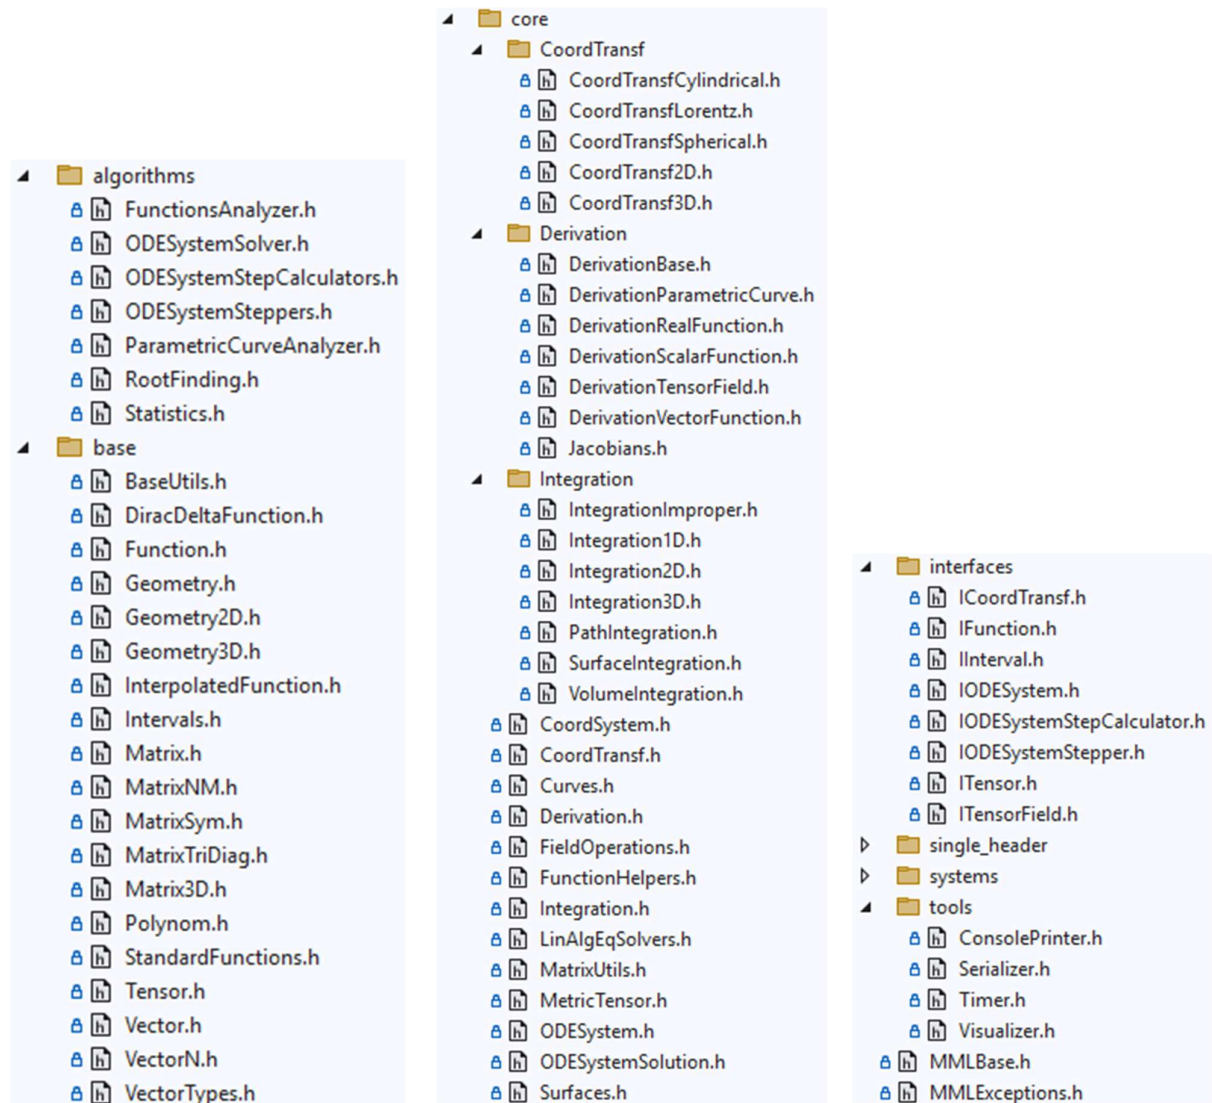 algorithms
FunctionsAnalyzer.h
ODESystemSolver.h
ODESystemStepCalculators.h
ODESystemSteppers.h
ParametricCurveAnalyzer.h
RootFinding.h
Statistics.h
base
BaseUtils.h
DiracDeltaFunction.h
Function.h
Geometry.h
Geometry2D.h
Geometry3D.h
InterpolatedFunction.h
Intervals.h
Matrix.h
MatrixNM.h
MatrixSym.h
MatrixTriDiag.h
Matrix3D.h
Polynom.h
StandardFunctions.h
Tensor.h
Vector.h
VectorN.h
VectorTypes.h
core
CoordTransf
CoordTransfCylindrical.h
CoordTransfLorentz.h
CoordTransfSpherical.h
CoordTransf2D.h
CoordTransf3D.h
Derivation
DerivationBase.h
DerivationParametricCurve.h
DerivationRealFunction.h
DerivationScalarFunction.h
DerivationTensorField.h
DerivationVectorFunction.h
Jacobians.h
Integration
IntegrationImproper.h
Integration1D.h
Integration2D.h
Integration3D.h
PathIntegration.h
SurfaceIntegration.h
VolumeIntegration.h
CoordSystem.h
CoordTransf.h
Curves.h
Derivation.h
FieldOperations.h
FunctionHelpers.h
Integration.h
LinAlgEqSolvers.h
MatrixUtils.h
MetricTensor.h
ODESystem.h
ODESystemSolution.h
Surfaces.h
interfaces
ICoordTransf.h
IFunction.h
IInterval.h
IODESystem.h
IODESystemStepCalculator.h
IODESystemStepper.h
ITensor.h
ITensorField.h
single_header
systems
tools
ConsolePrinter.h
Serializer.h
Timer.h
Visualizer.h
MMLBase.h
MMLExceptions.h